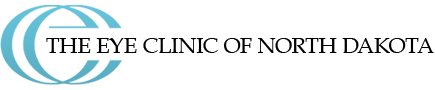 THE EYE CLINIC OF NORTH DAKOTA